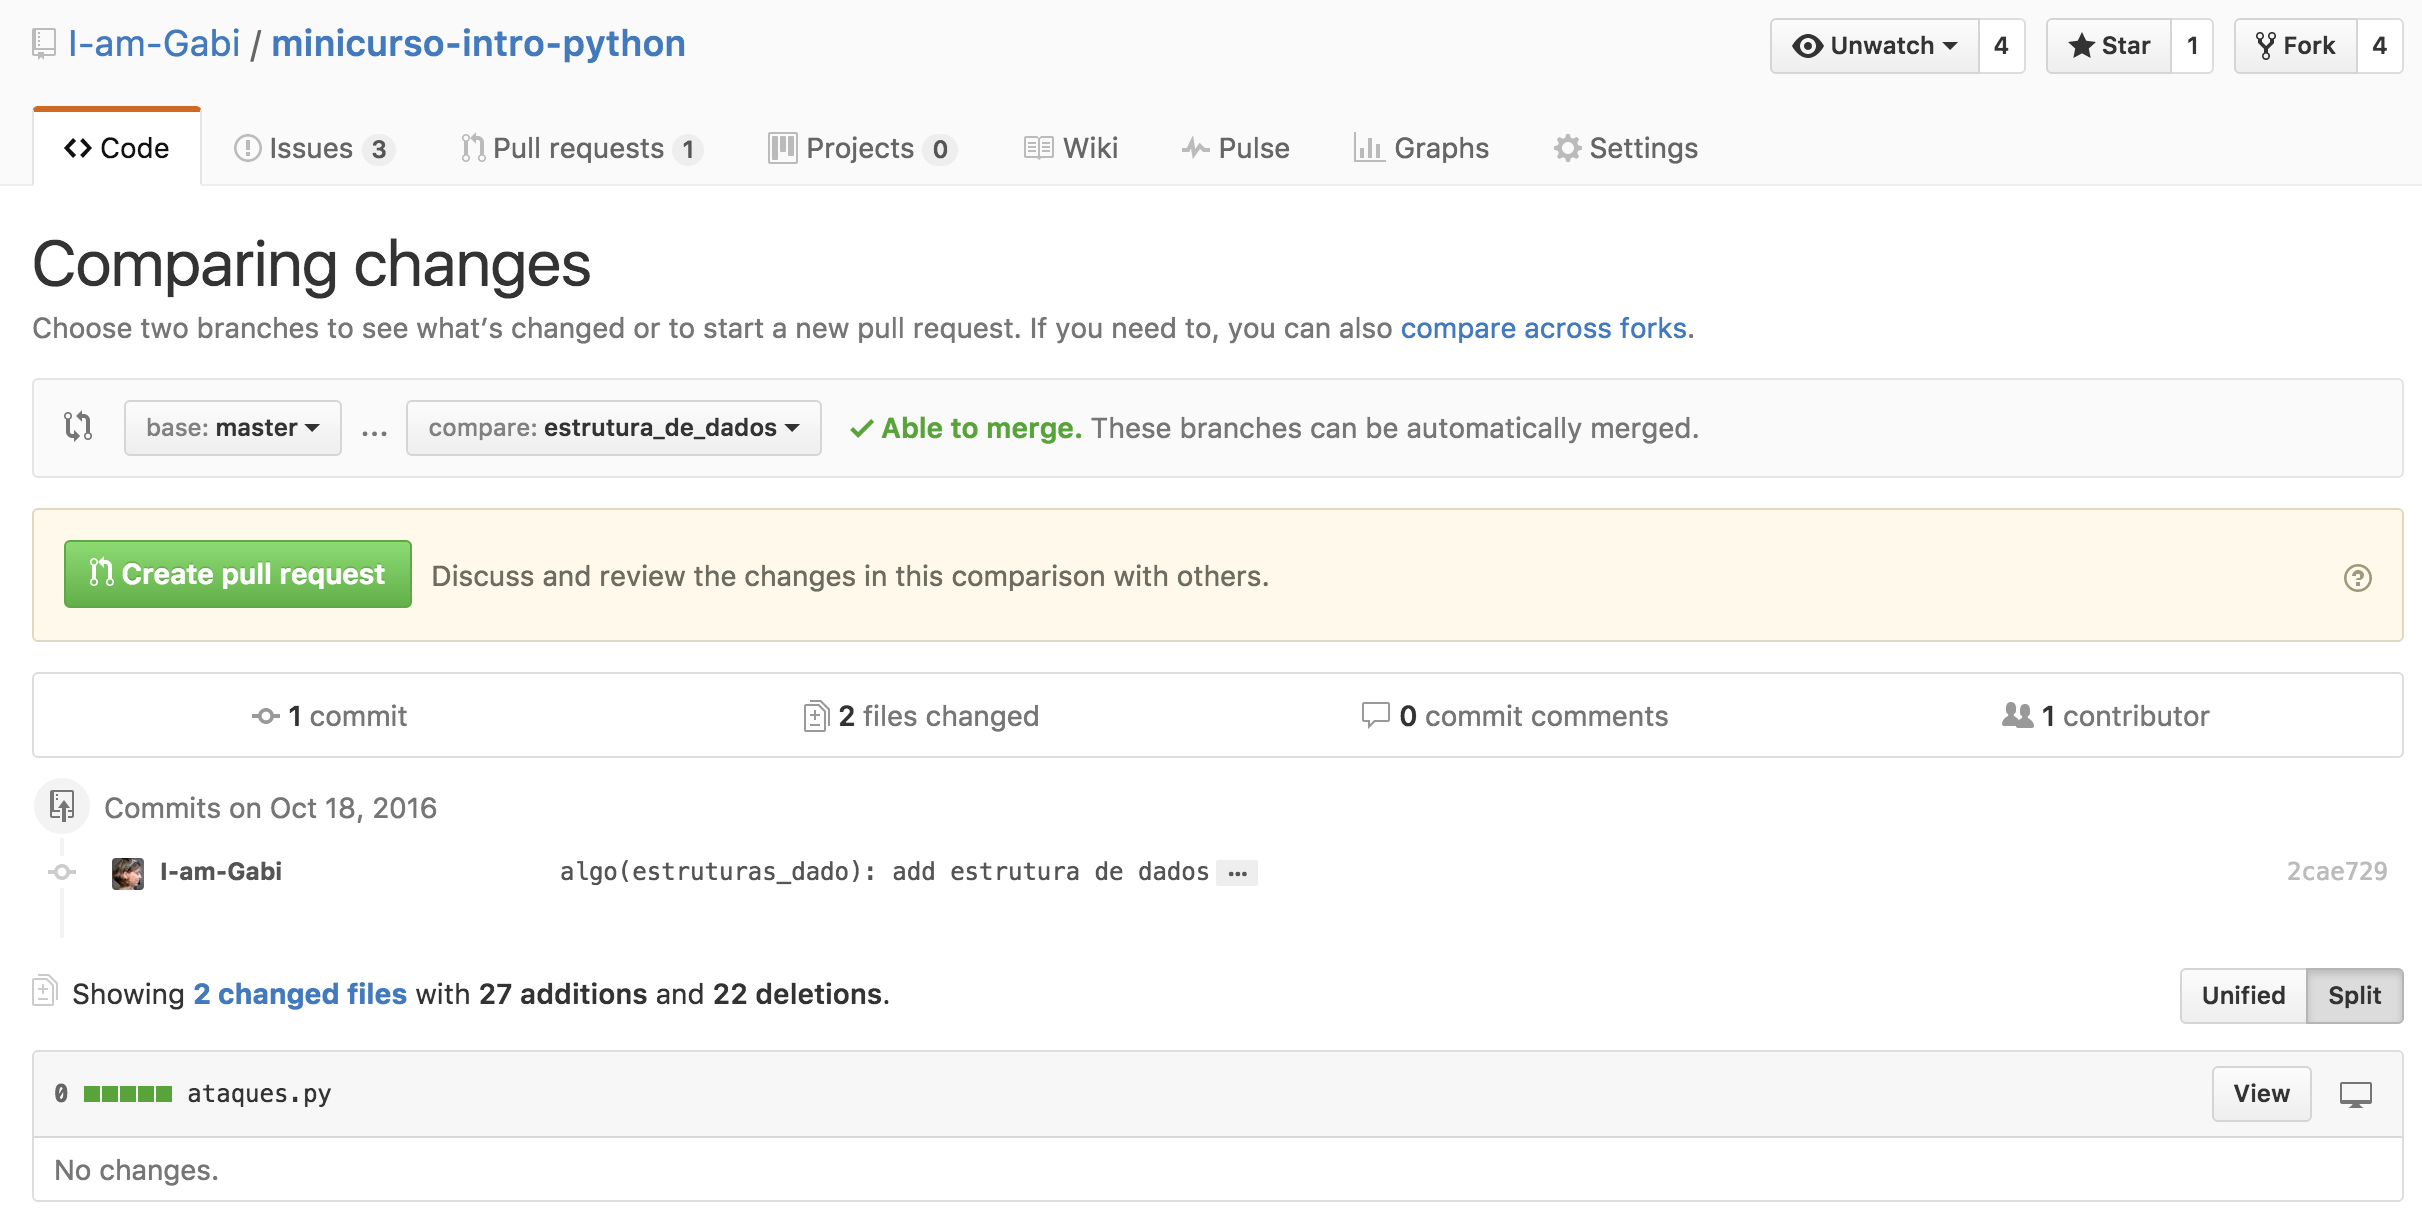 I-am-Gabi / minicurso-intro-python
Unwatch 4 Star 1 Fork 4
Code Issues 3 Pull requests 1 Projects 0 Wiki Pulse Graphs Settings
Comparing changes
Choose two branches to see what’s changed or to start a new pull request. If you need to, you can also compare across forks.
base: master ... compare: estrutura_de_dados Able to merge. These branches can be automatically merged.
Create pull request Discuss and review the changes in this comparison with others.
1 commit 2 files changed 0 commit comments 1 contributor
Commits on Oct 18, 2016
I-am-Gabi algo(estruturas_dado): add estrutura de dados ... 2cae729
Showing 2 changed files with 27 additions and 22 deletions.
Unified Split
0 ataques.py View
No changes.